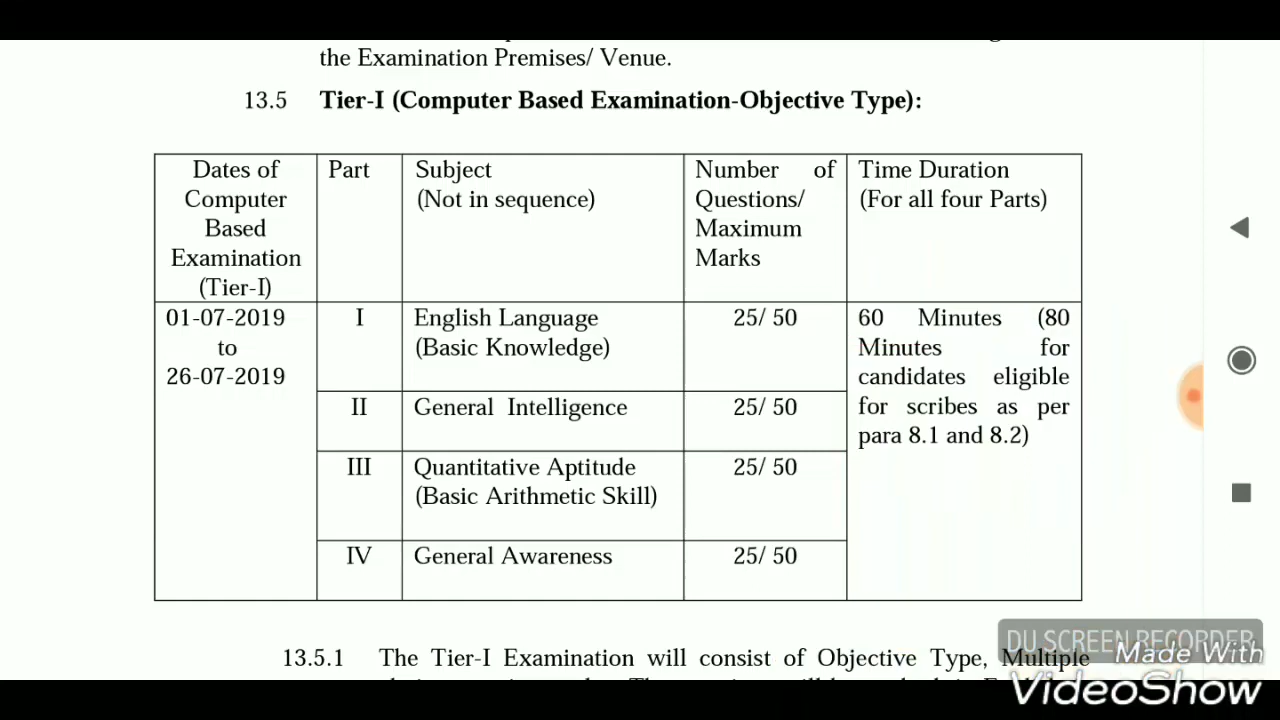 the Examination Premises/ Venue.
13.5 Tier-I (Computer Based Examination-Objective Type):
Dates of
Computer
Based
Examination
(Tier-I)
Part
Subject
(Not in sequence)
Number of
Questions/
Maximum
Marks
Time Duration
(For all four Parts)
01-07-2019
to
26-07-2019
I
English Language
(Basic Knowledge)
25/ 50
60 Minutes (80
Minutes for
candidates eligible
for scribes as per
para 8.1 and 8.2)
II
General Intelligence
25/ 50
III
Quantitative Aptitude
(Basic Arithmetic Skill)
25/ 50
IV
General Awareness
25/ 50
13.5.1 The Tier-I Examination will consist of Objective Type, Multiple
DU SCREEN RECORDER
Made With
VideoShow